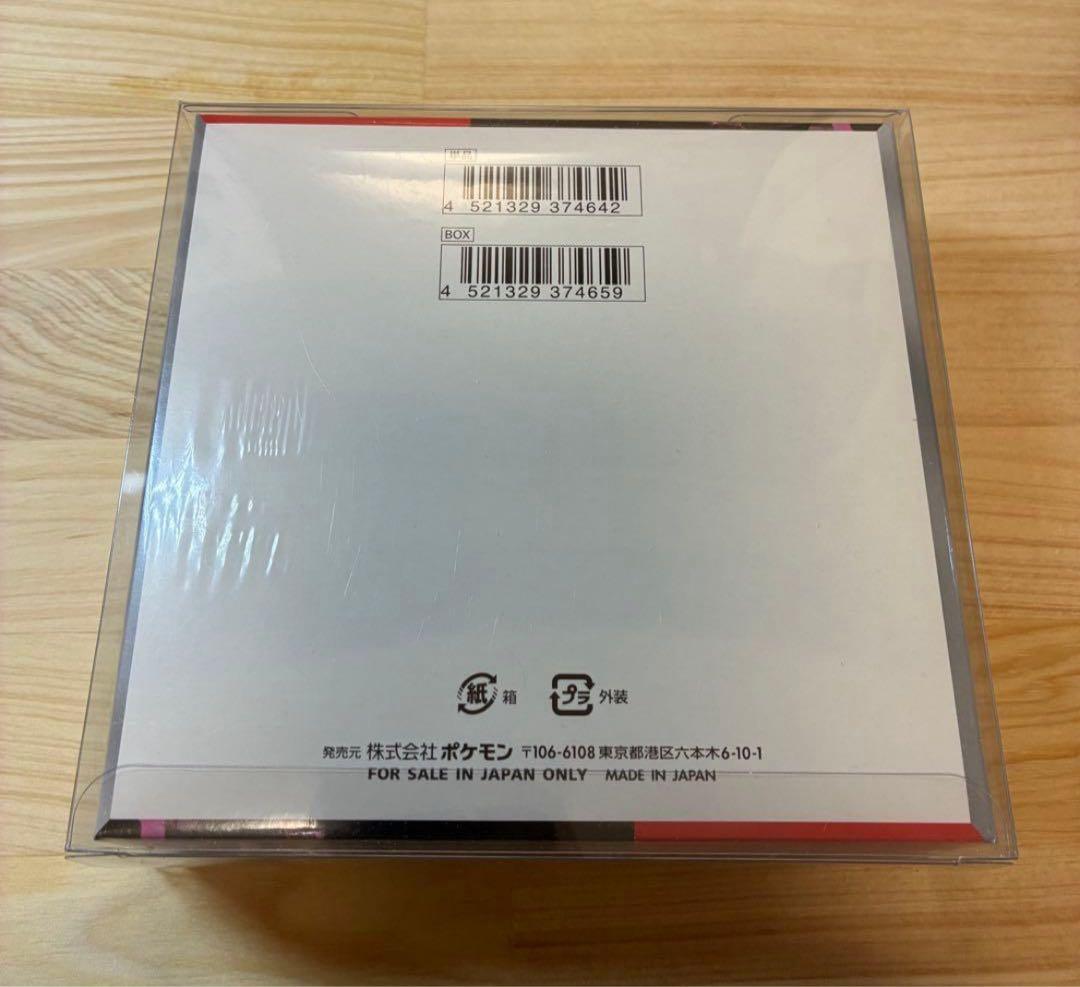 単品
4 521329 374642
BOX
4 521329 374659
紙 箱 プラ 外装
発売元 株式会社 ポケモン 〒106-6108 東京都港区六本木6-10-1
FOR SALE IN JAPAN ONLY MADE IN JAPAN